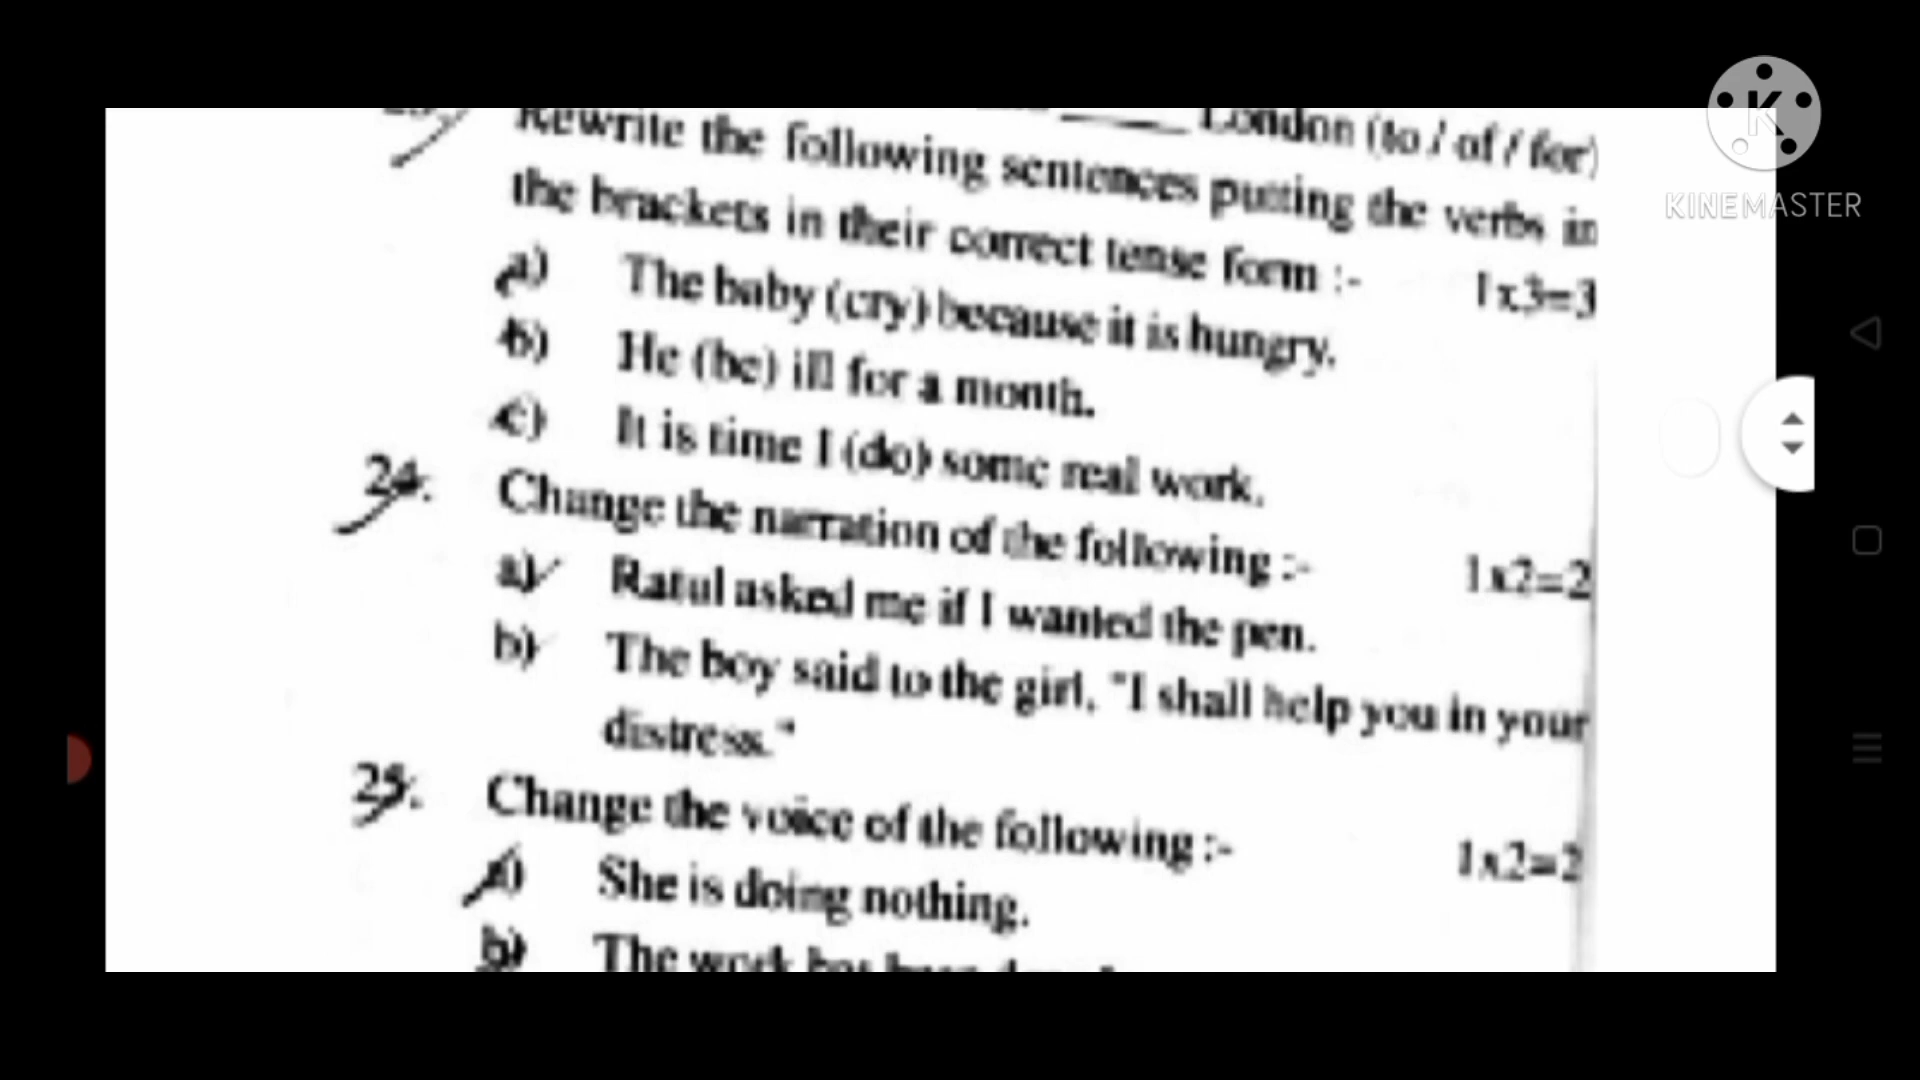 London (to / of / for)
Rewrite the following sentences putting the verbs in
the brackets in their correct tense form :- 1x3=3
a) The baby (cry) because it is hungry.
b) He (be) ill for a month.
c) It is time I (do) some real work.
24. Change the narration of the following :- 1x2=2
a) Ratul asked me if I wanted the pen.
b) The boy said to the girl, "I shall help you in your
distress."
25. Change the voice of the following :- 1x2=2
a) She is doing nothing.
b) The work has been
KINEMASTER